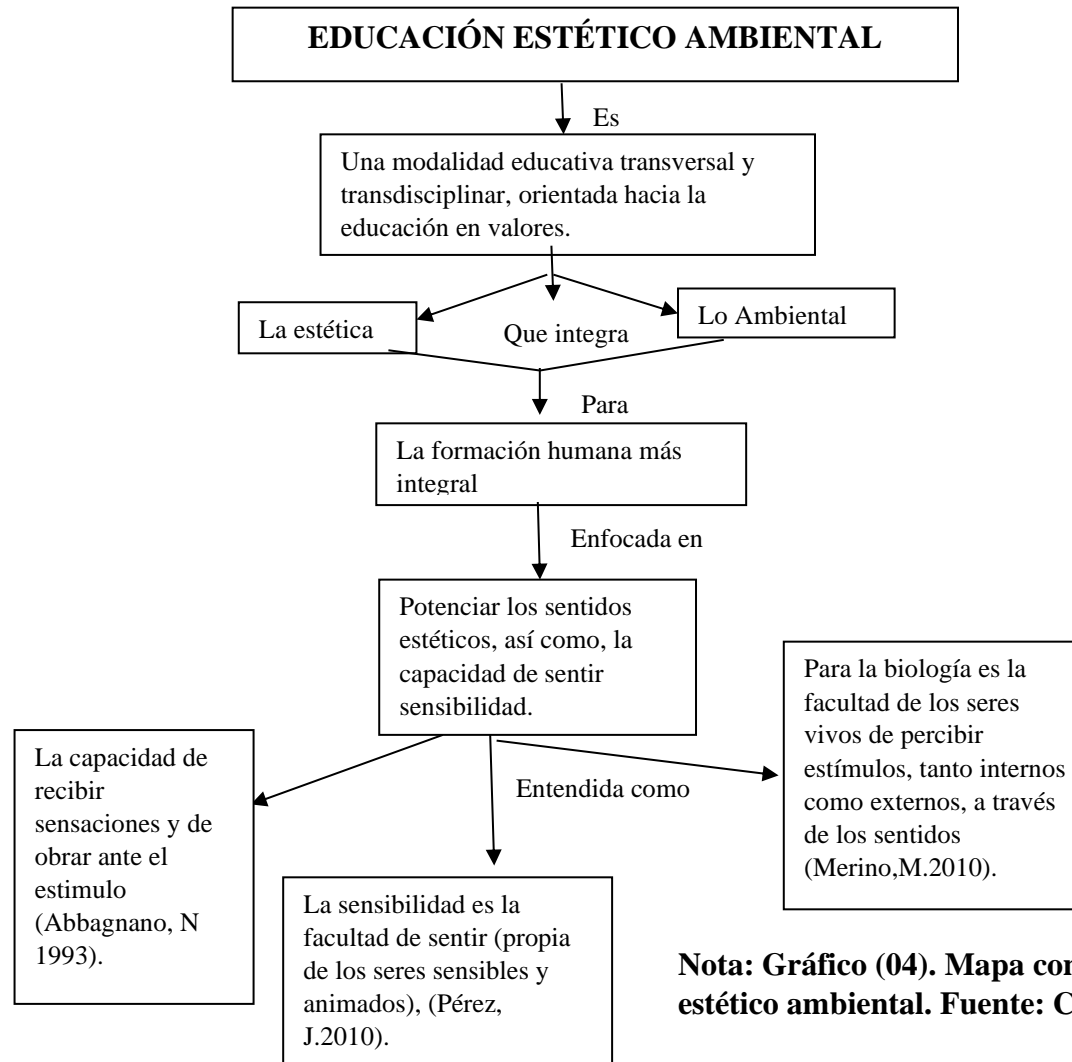 EDUCACIÓN ESTÉTICO AMBIENTAL
Es
Una modalidad educativa transversal y
transdisciplinar, orientada hacia la
educación en valores.
La estética
Que integra
Lo Ambiental
Para
La formación humana más
integral
Enfocada en
Potenciar los sentidos
estéticos, así como, la
capacidad de sentir
sensibilidad.
Entendida como
La capacidad de
recibir
sensaciones y de
obrar ante el
estimulo
(Abbagnano, N
1993).
La sensibilidad es la
facultad de sentir (propia
de los seres sensibles y
animados), (Pérez,
J.2010).
Para la biología es la
facultad de los seres
vivos de percibir
estímulos, tanto internos
como externos, a través
de los sentidos
(Merino,M.2010).
Nota: Gráfico (04). Mapa con
estético ambiental. Fuente: C